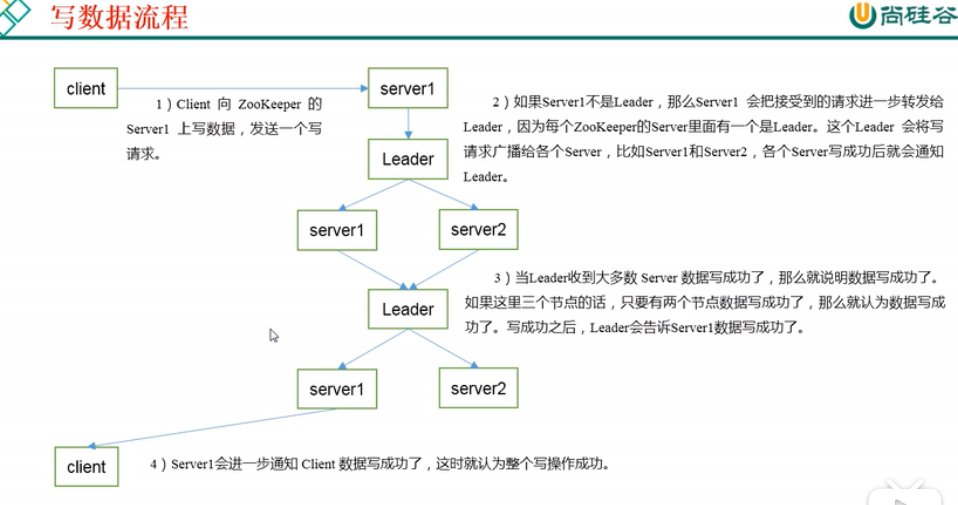 写数据流程
尚硅谷
client
server1
1）Client 向 ZooKeeper 的
Server1 上写数据，发送一个写
请求。
2）如果Server1不是Leader，那么Server1 会把接受到的请求进一步转发给
Leader，因为每个ZooKeeper的Server里面有一个是Leader。这个Leader 会将写
请求广播给各个Server，比如Server1和Server2，各个Server写成功后就会通知
Leader。
Leader
server1
server2
3）当Leader收到大多数 Server 数据写成功了，那么就说明数据写成功了。
如果这里三个节点的话，只要有两个节点数据写成功了，那么就认为数据写成
功了。写成功之后，Leader会告诉Server1数据写成功了。
Leader
server1
server2
client
4）Server1会进一步通知 Client 数据写成功了，这时就认为整个写操作成功。